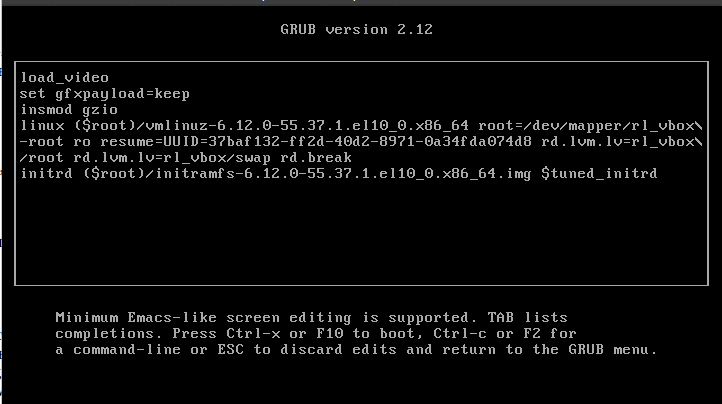 GRUB version 2.12
load_video
set gfxpayload=keep
insmod gzio
linux ($root)/vmlinuz-6.12.0-55.37.1.el10_0.x86_64 root=/dev/mapper/rl_vbox\
-root ro resume=UUID=37baf132-ff2d-40d2-8971-0a34fda074d8 rd.lvm.lv=rl_vbox\
/root rd.lvm.lv=rl_vbox/swap rd.break
initrd ($root)/initramfs-6.12.0-55.37.1.el10_0.x86_64.img $tuned_initrd
Minimum Emacs-like screen editing is supported. TAB lists
completions. Press Ctrl-x or F10 to boot, Ctrl-c or F2 for
a command-line or ESC to discard edits and return to the GRUB menu.